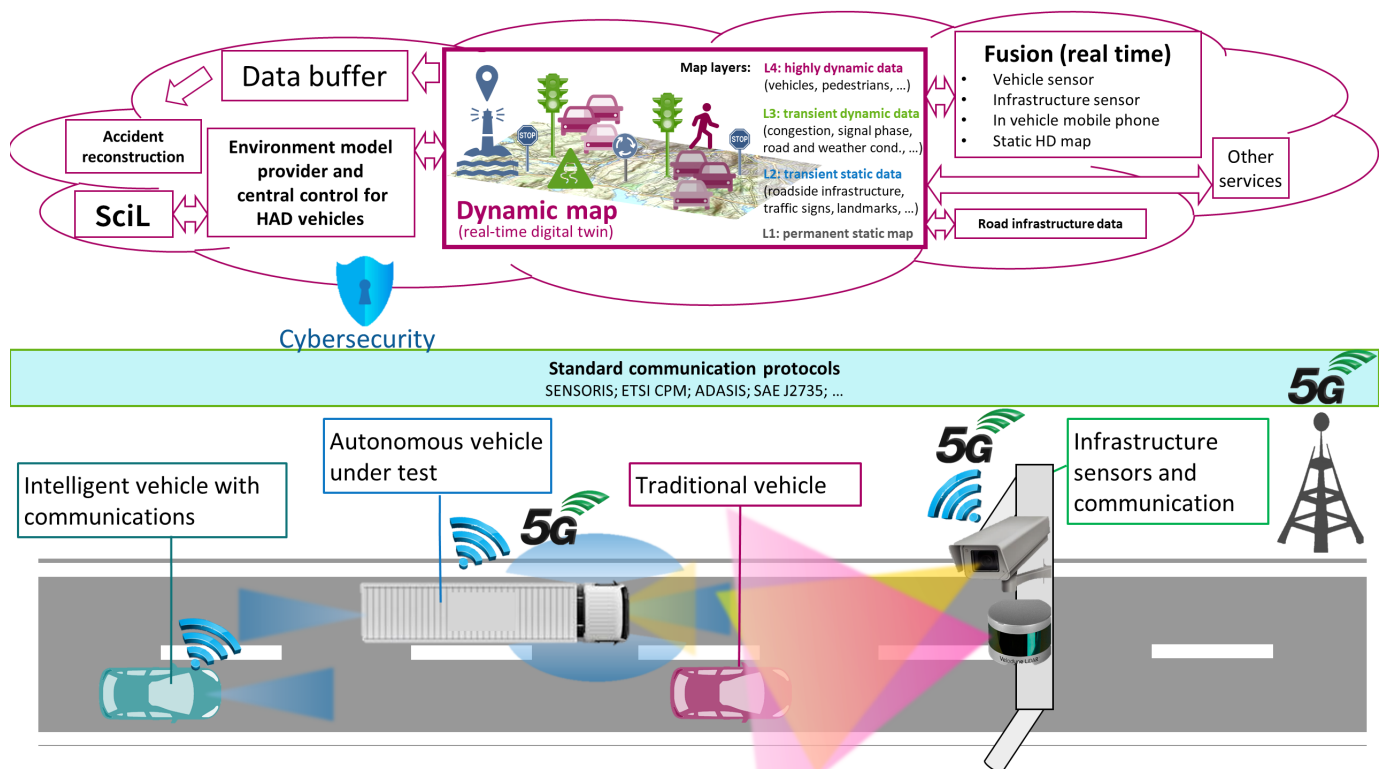 Data buffer
Accident
reconstruction
Environment model
provider and
central control for
HAD vehicles
SciL
Map layers:
L4: highly dynamic data
(vehicles, pedestrians, ...)
L3: transient dynamic data
(congestion, signal phase,
road and weather cond., ...)
L2: transient static data
(roadside infrastructure,
traffic signs, landmarks, ...)
L1: permanent static map
STOP
STOP
Dynamic map
(real-time digital twin)
Fusion (real time)
• Vehicle sensor
• Infrastructure sensor
• In vehicle mobile phone
• Static HD map
Other
services
Road infrastructure data
Cybersecurity
Standard communication protocols
SENSORIS; ETSI CPM; ADASIS; SAE J2735; ...
5G
Intelligent vehicle with
communications
Autonomous vehicle
under test
5G
Traditional vehicle
5G
Infrastructure
sensors and
communication
Velodyne LiDAR